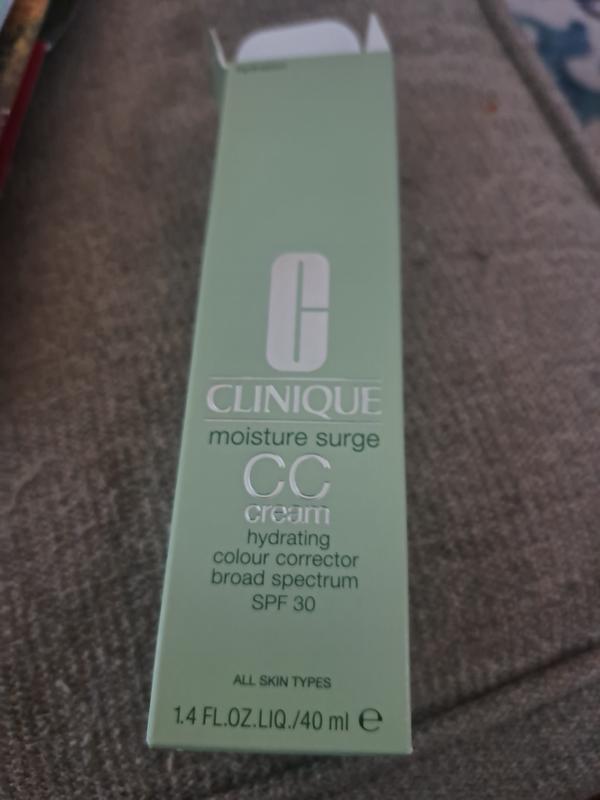 C
CLINIQUE
moisture surge
CC
cream
hydrating
colour corrector
broad spectrum
SPF 30
ALL SKIN TYPES
1.4 FL.OZ.LIQ./40 ml ℮